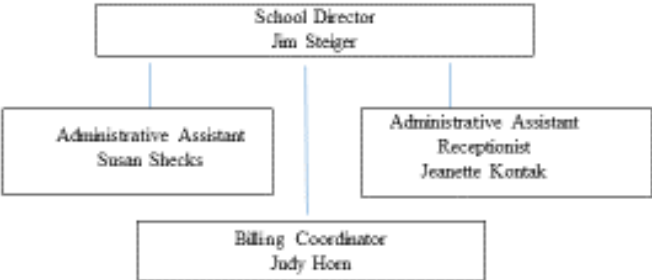 School Director
Jim Steiger
Administrative Assistant
Susan Shecks
Administrative Assistant
Receptionist
Jeanette Kontak
Billing Coordinator
Judy Horn